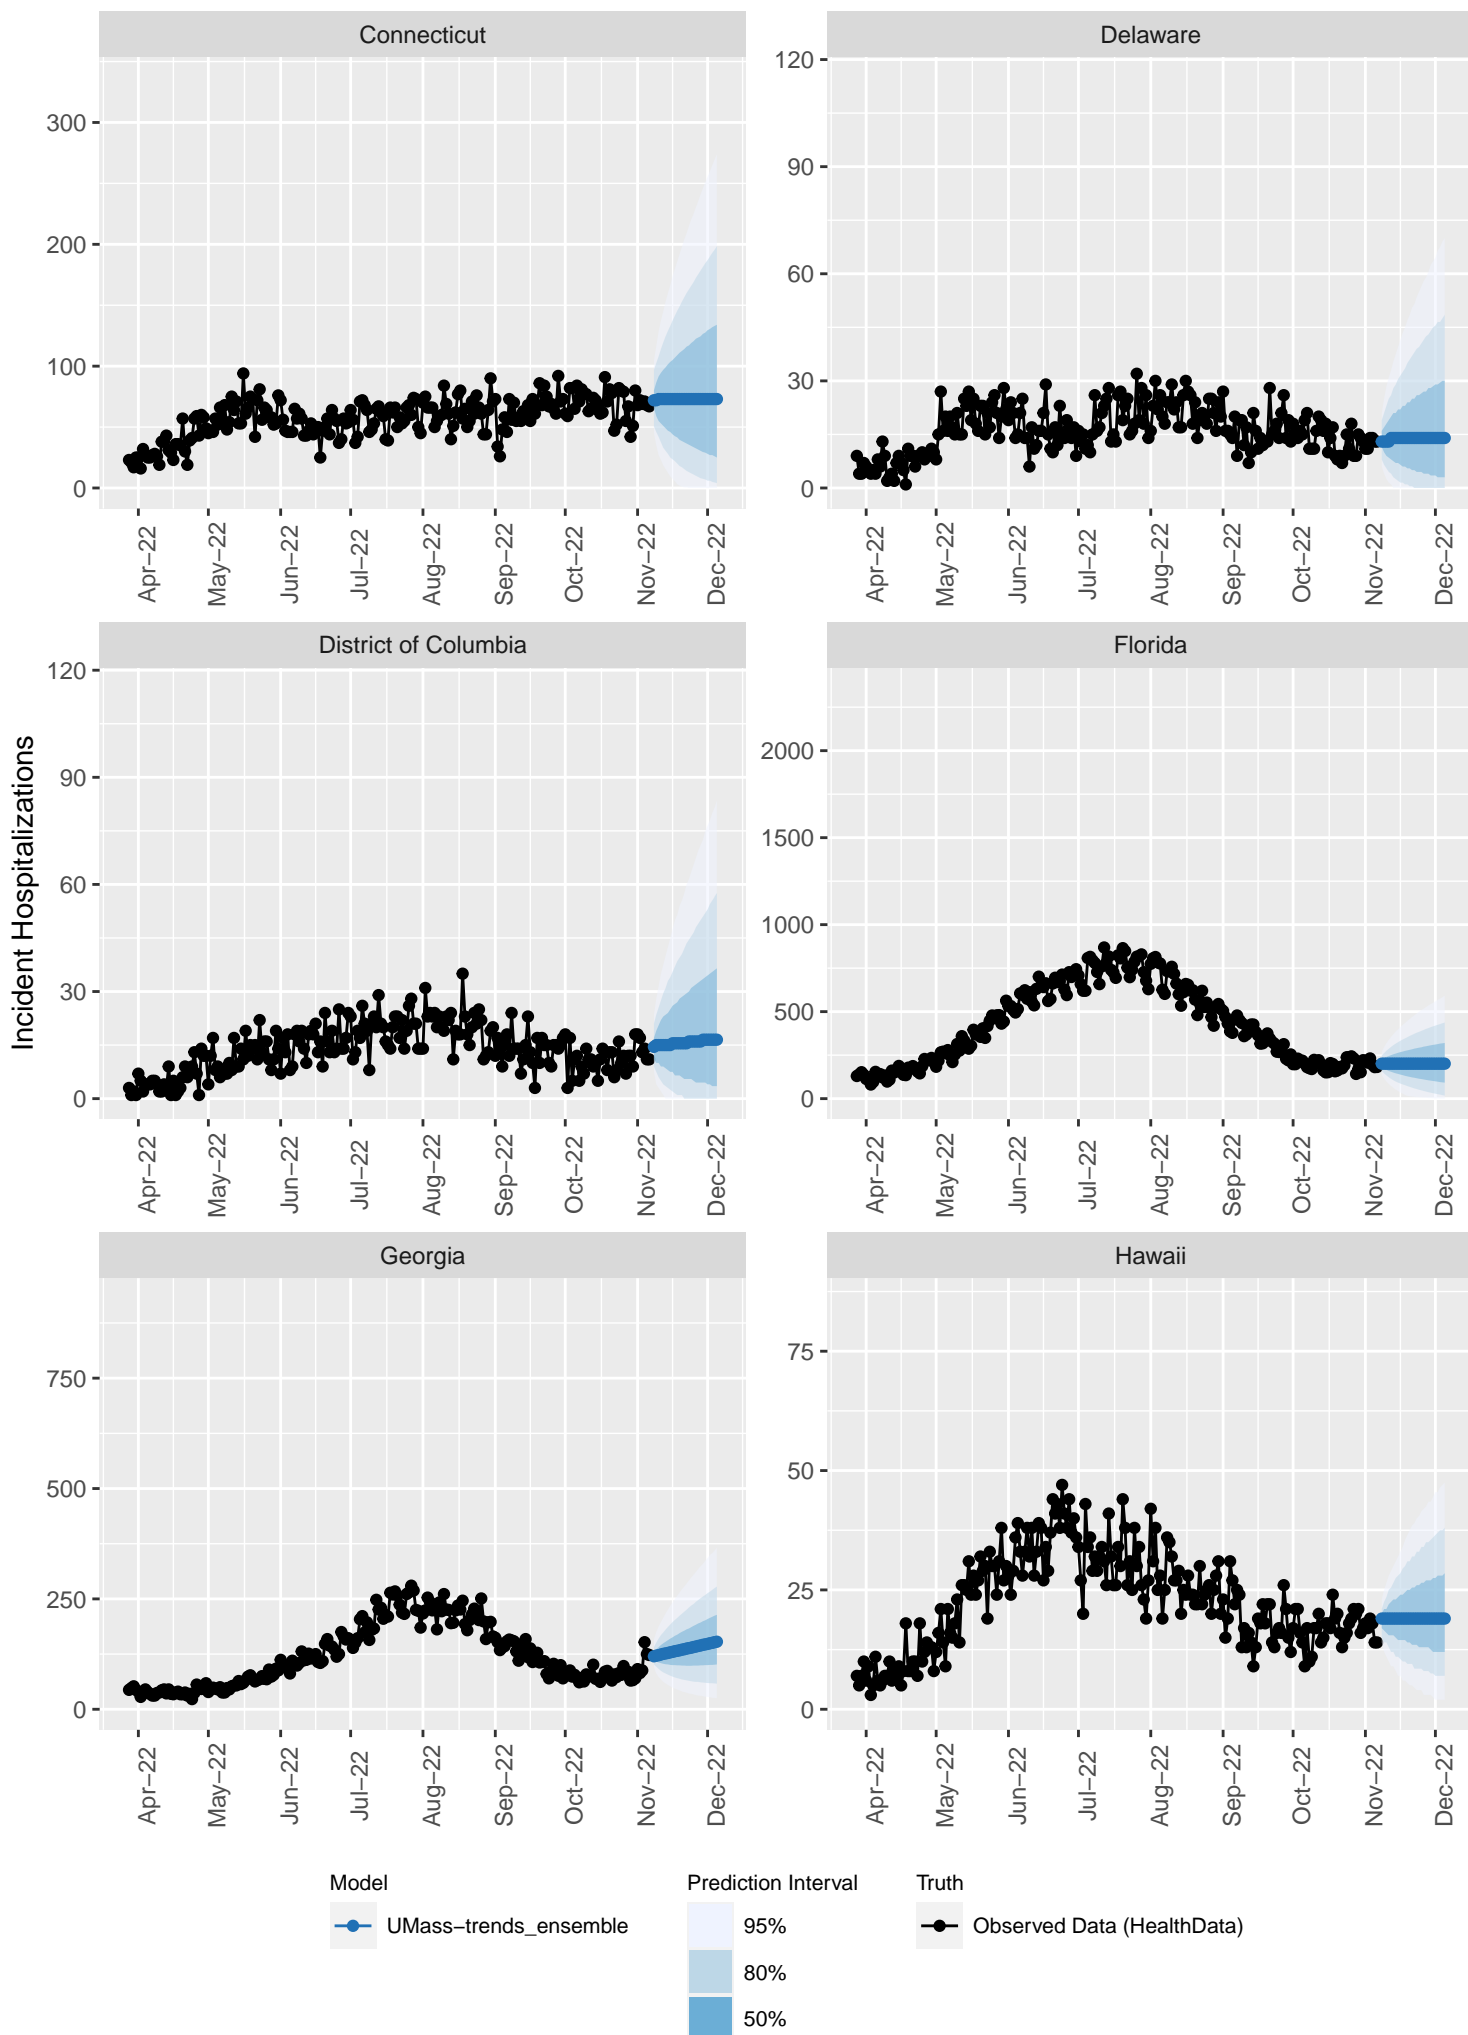 Connecticut
Delaware
300
200
100
0
120
90
60
30
0
Apr−22
May−22
Jun−22
Jul−22
Aug−22
Sep−22
Oct−22
Nov−22
Dec−22
Apr−22
May−22
Jun−22
Jul−22
Aug−22
Sep−22
Oct−22
Nov−22
Dec−22
Incident Hospitalizations
District of Columbia
Florida
120
90
60
30
0
2000
1500
1000
500
0
Apr−22
May−22
Jun−22
Jul−22
Aug−22
Sep−22
Oct−22
Nov−22
Dec−22
Apr−22
May−22
Jun−22
Jul−22
Aug−22
Sep−22
Oct−22
Nov−22
Dec−22
Georgia
Hawaii
750
500
250
0
75
50
25
0
Apr−22
May−22
Jun−22
Jul−22
Aug−22
Sep−22
Oct−22
Nov−22
Dec−22
Apr−22
May−22
Jun−22
Jul−22
Aug−22
Sep−22
Oct−22
Nov−22
Dec−22
Model
UMass−trends_ensemble
Prediction Interval
95%
80%
50%
Truth
Observed Data (HealthData)